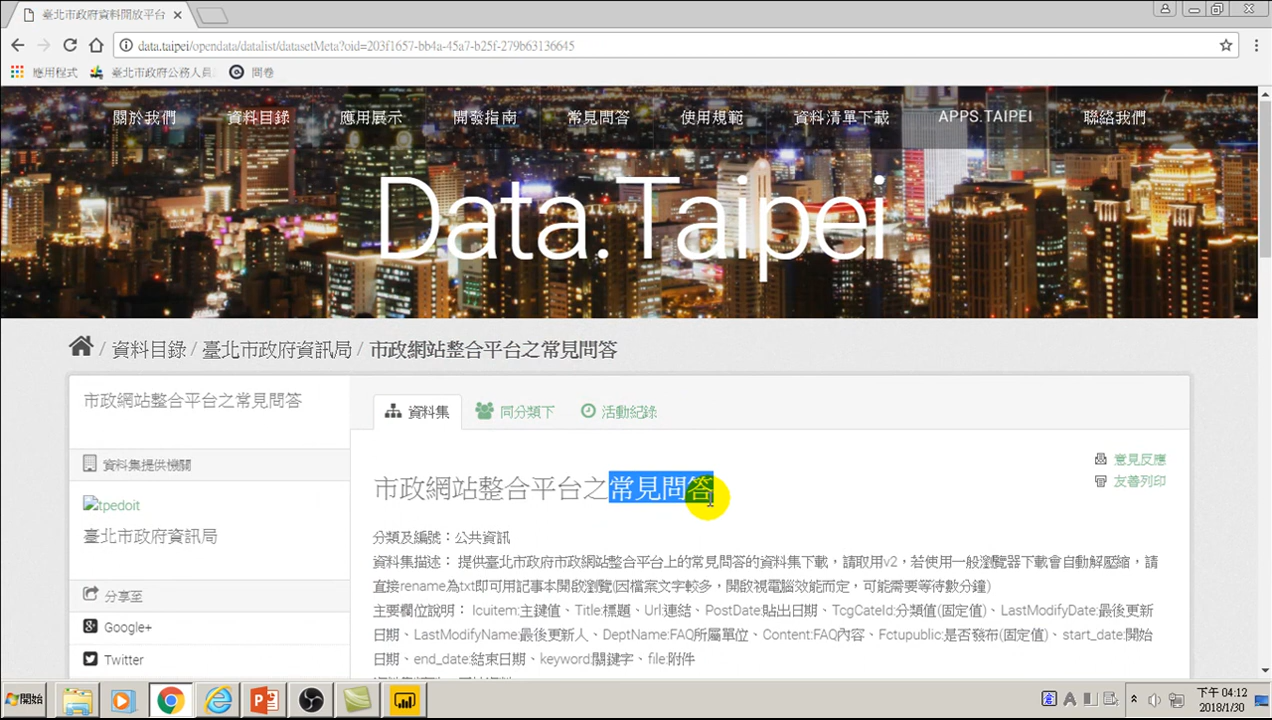 臺北市政府資料開放平台
data.taipei/opendata/datalist/datasetMeta?oid=203f1657-bb4a-45a7-b25f-279b63136645
應用程式 臺北市政府公務人員 問卷
關於我們 資料目錄 應用展示 開發指南 常見問答 使用規範 資料清單下載 APPS.TAIPEI 聯絡我們
Data.Taipei
/ 資料目錄 / 臺北市政府資訊局 / 市政網站整合平台之常見問答
市政網站整合平台之常見問答
資料集提供機關
tpedoit
臺北市政府資訊局
分享至
Google+
Twitter
資料集 同分類下 活動紀錄
意見反應
友善列印
市政網站整合平台之常見問答
分類及編號：公共資訊
資料集描述： 提供臺北市政府市政網站整合平台上的常見問答的資料集下載，請取用v2，若使用一般瀏覽器下載會自動解壓縮，請
直接rename為txt即可用記事本開啟瀏覽(因檔案文字較多，開啟視電腦效能而定，可能需要等待數分鐘)
主要欄位說明： Icuitem:主鍵值、Title:標題、Url:連結、PostDate:貼出日期、TcgCateId:分類值(固定值)、LastModifyDate:最後更新
日期、LastModifyName:最後更新人、DeptName:FAQ所屬單位、Content:FAQ內容、Fctupublic:是否發布(固定值)、start_date:開始
日期、end_date:結束日期、keyword:關鍵字、file:附件
開始
下午 04:12
2018/1/30